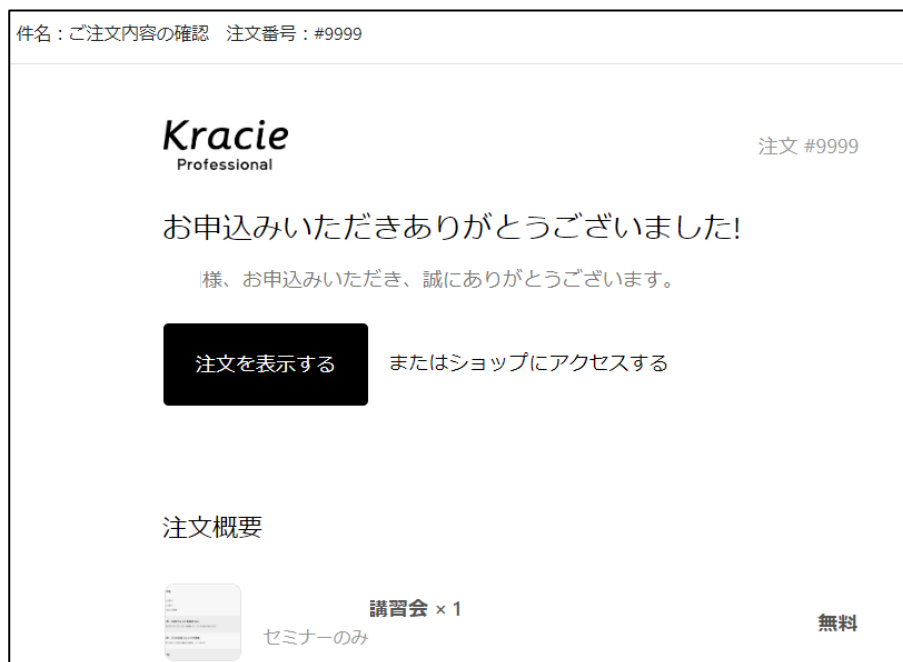 件名：ご注文内容の確認　注文番号：#9999
Kracie
Professional
注文 #9999
お申込みいただきありがとうございました!
様、お申込みいただき、誠にありがとうございます。
注文を表示する
またはショップにアクセスする
注文概要
講習会 × 1
セミナーのみ
無料